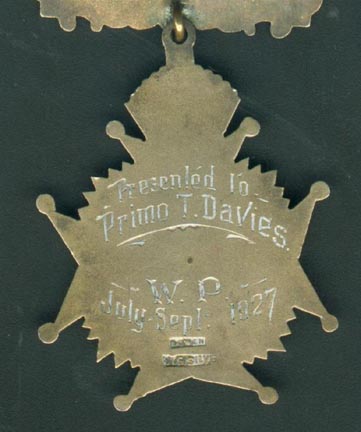 Presented To
Primo T. Davies.
W. P.
July-Sept. 1927